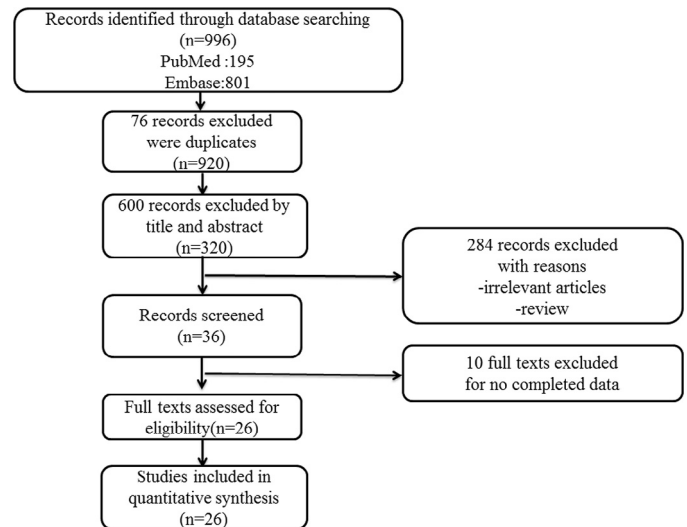 Records identified through database searching
(n=996)
PubMed :195
Embase:801
76 records excluded
were duplicates
(n=920)
600 records excluded by
title and abstract
(n=320)
284 records excluded
with reasons
-irrelevant articles
-review
Records screened
(n=36)
10 full texts excluded
for no completed data
Full texts assessed for
eligibility(n=26)
Studies included in
quantitative synthesis
(n=26)